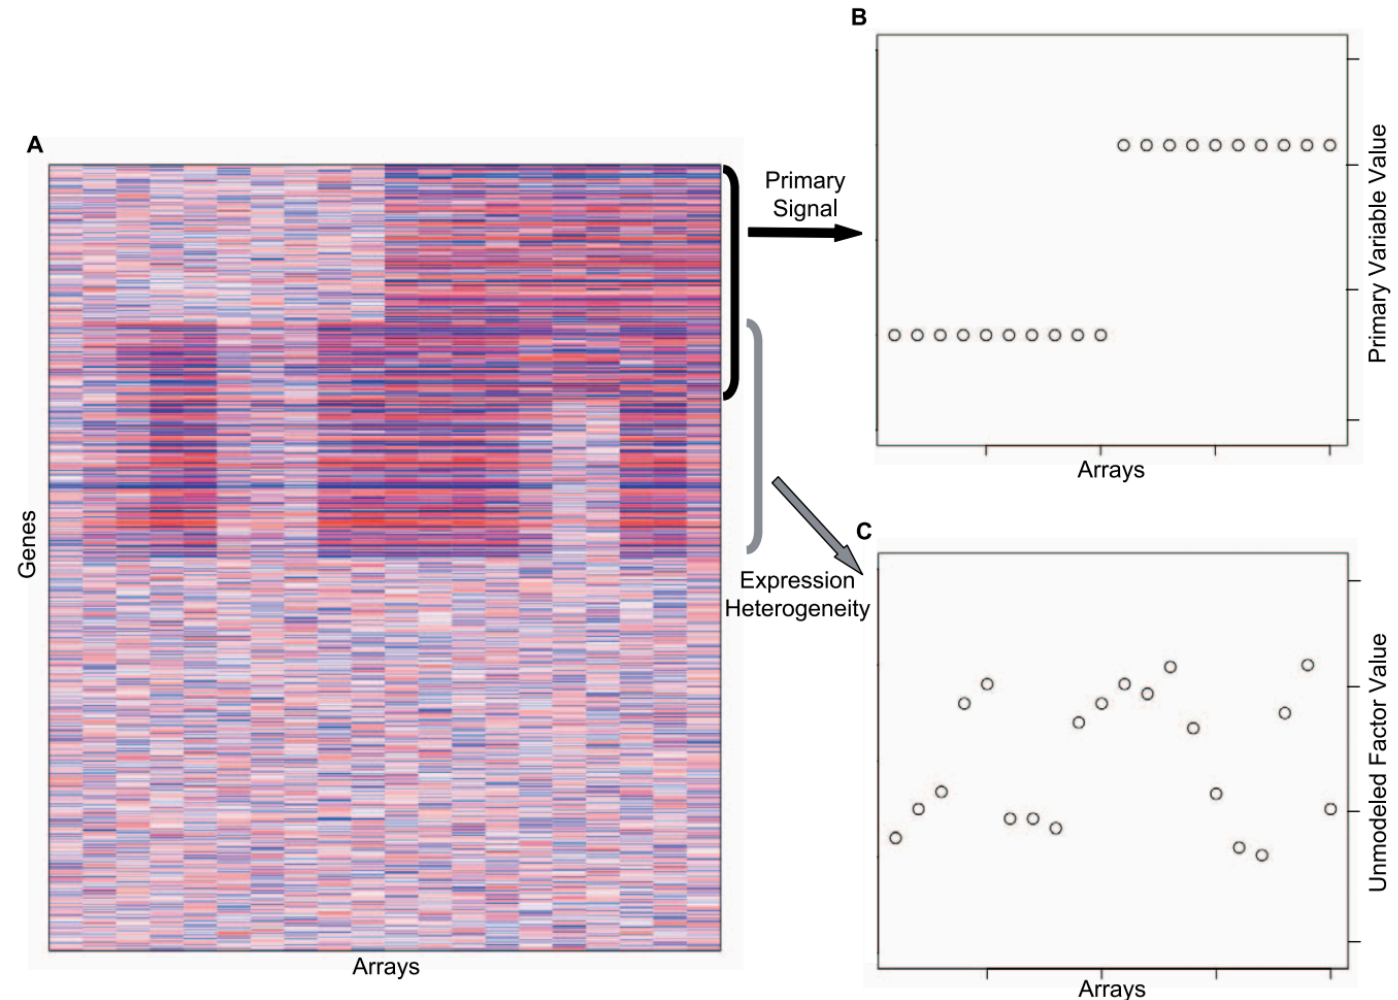 A
Genes
Arrays
Primary
Signal
Expression
Heterogeneity
B
Primary Variable Value
Arrays
C
Unmodeled Factor Value
Arrays